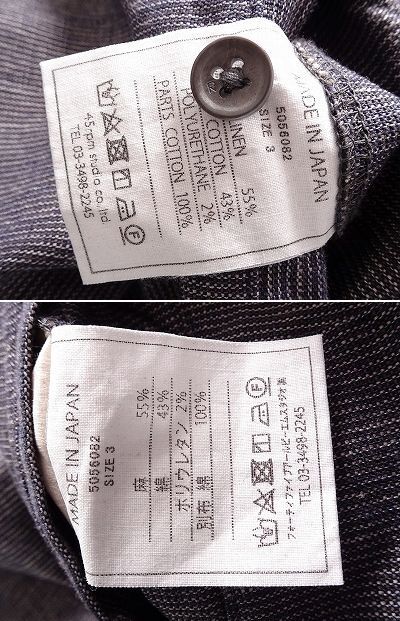 MADE IN JAPAN
5056082
SIZE 3
LINEN 55%
COTTON 43%
POLYURETHANE 2%
PARTS COTTON 100%
45rpm studio co.,ltd
TEL 03-3498-2245
MADE IN JAPAN
5056082
SIZE 3
麻 55%
綿 43%
ポリウレタン 2%
別布 綿 100%
フォーティファイブアールピーエムスタジオ㈱
TEL 03-3498-2245